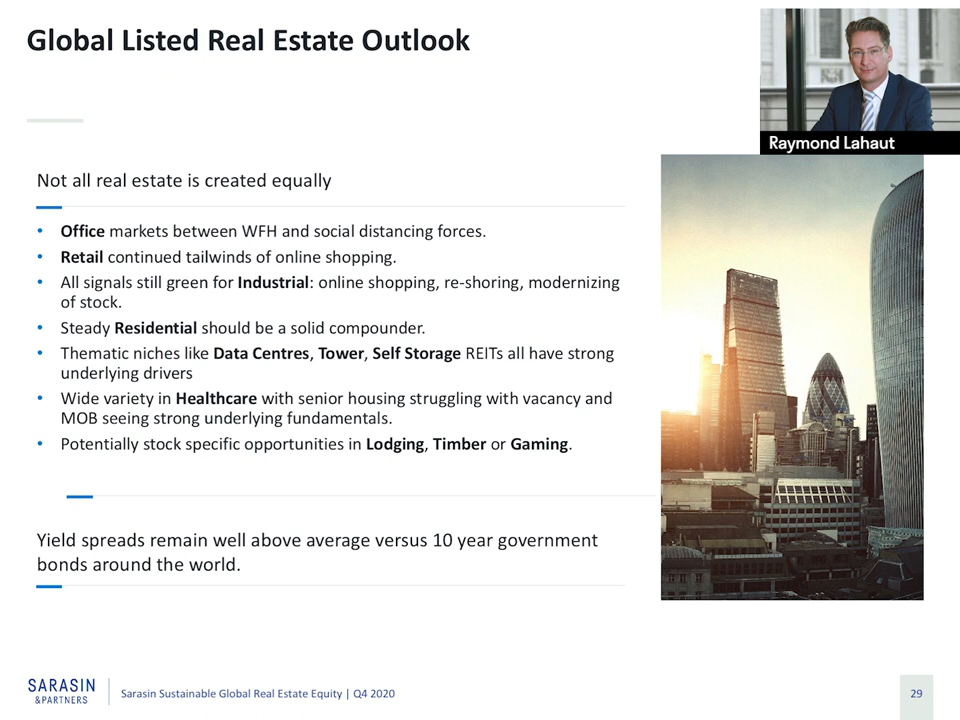 Global Listed Real Estate Outlook
Raymond Lahaut
Not all real estate is created equally
• Office markets between WFH and social distancing forces.
• Retail continued tailwinds of online shopping.
• All signals still green for Industrial: online shopping, re-shoring, modernizing
of stock.
• Steady Residential should be a solid compounder.
• Thematic niches like Data Centres, Tower, Self Storage REITs all have strong
underlying drivers
• Wide variety in Healthcare with senior housing struggling with vacancy and
MOB seeing strong underlying fundamentals.
• Potentially stock specific opportunities in Lodging, Timber or Gaming.
Yield spreads remain well above average versus 10 year government
bonds around the world.
SARASIN
&PARTNERS
Sarasin Sustainable Global Real Estate Equity | Q4 2020
29